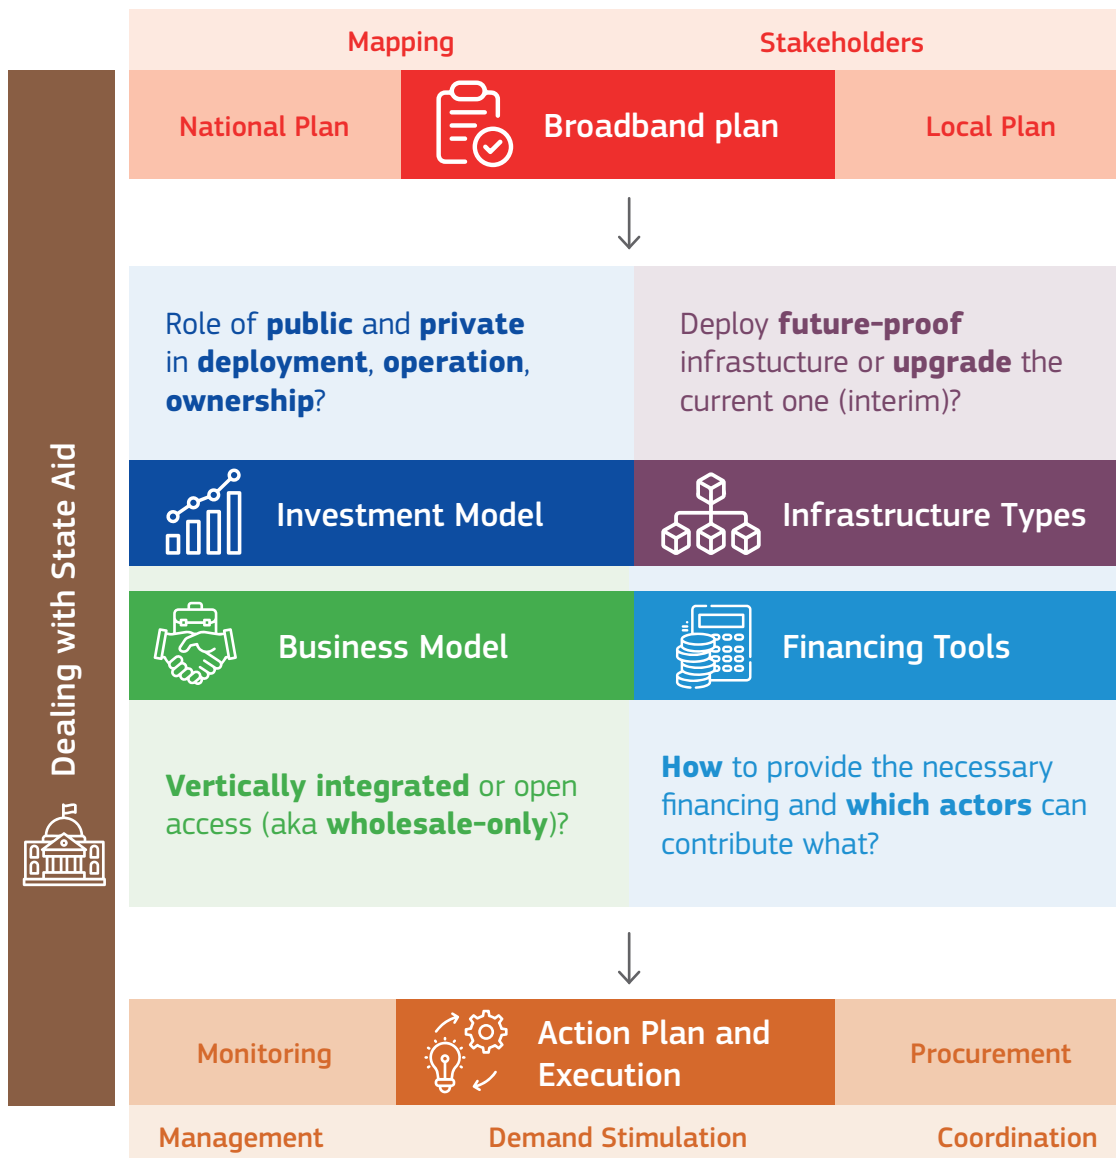 Mapping
Stakeholders
National Plan
Broadband plan
Local Plan
Dealing with State Aid
Role of public and private
in deployment, operation,
ownership?
Deploy future-proof
infrastucture or upgrade the
current one (interim)?
Investment Model
Infrastructure Types
Business Model
Financing Tools
Vertically integrated or open
access (aka wholesale-only)?
How to provide the necessary
financing and which actors can
contribute what?
Monitoring
Action Plan and
Execution
Procurement
Management
Demand Stimulation
Coordination